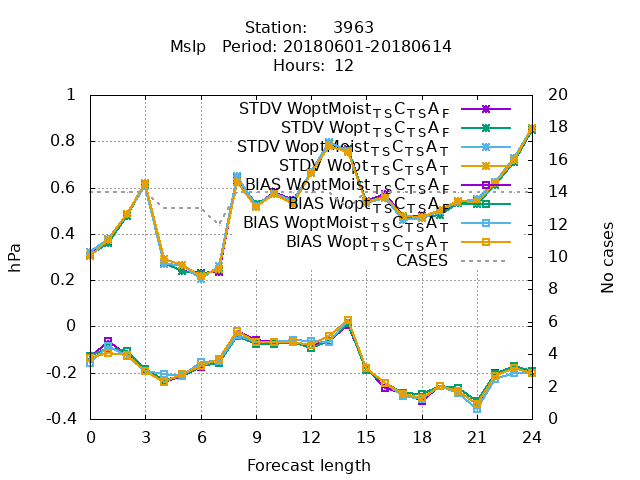 Station: 3963
Mslp Period: 20180601-20180614
Hours: 12
1
0.8
0.6
0.4
0.2
0
-0.2
-0.4
hPa
STDV WoptMoistTSCTSAF
STDV WoptTSCTSAF
STDV WoptMoistTSCTSAT
STDV WoptTSCTSAT
BIAS WoptMoistTSCTSAF
BIAS WoptTSCTSAF
BIAS WoptMoistTSCTSAT
BIAS WoptTSCTSAT
CASES
20
18
16
14
12
10
8
6
4
2
0
No cases
0 3 6 9 12 15 18 21 24
Forecast length